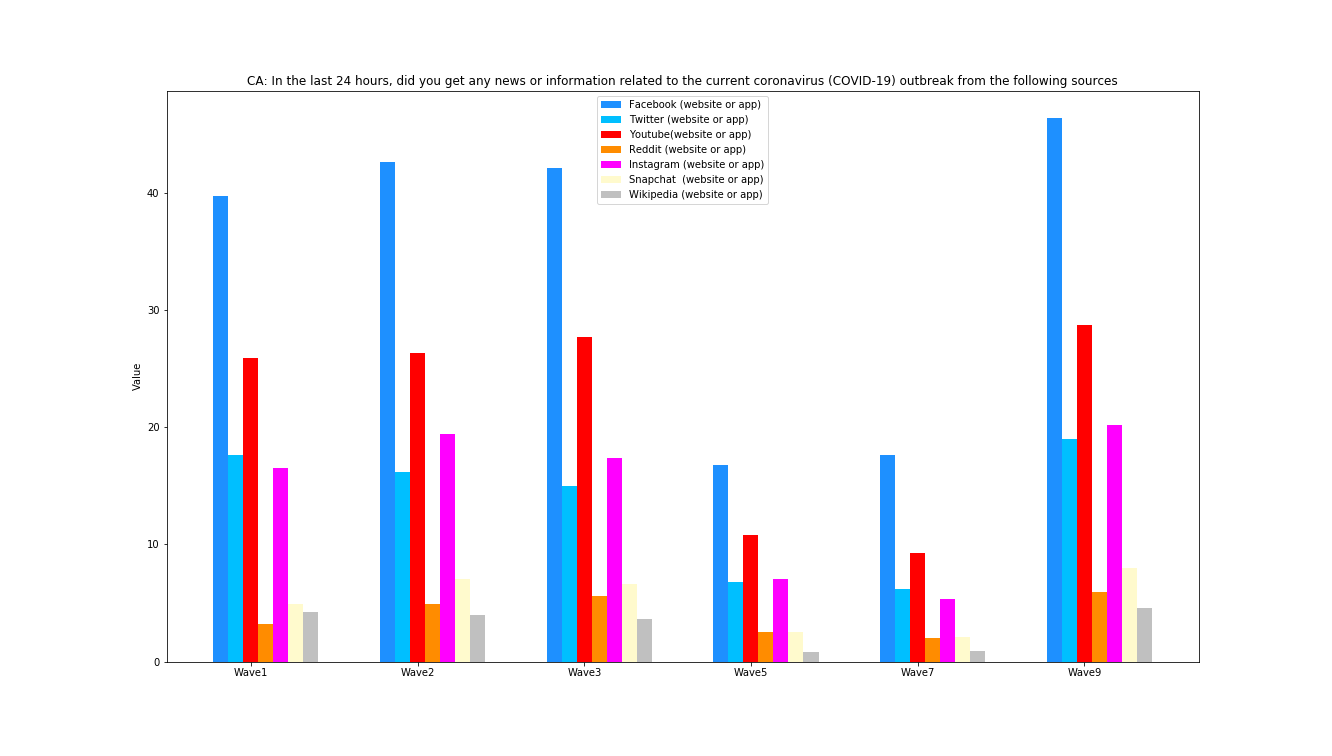 CA: In the last 24 hours, did you get any news or information related to the current coronavirus (COVID-19) outbreak from the following sources
Facebook (website or app)
Twitter (website or app)
Youtube(website or app)
Reddit (website or app)
Instagram (website or app)
Snapchat  (website or app)
Wikipedia (website or app)
Value
40
30
20
10
0
Wave1 Wave2 Wave3 Wave5 Wave7 Wave9